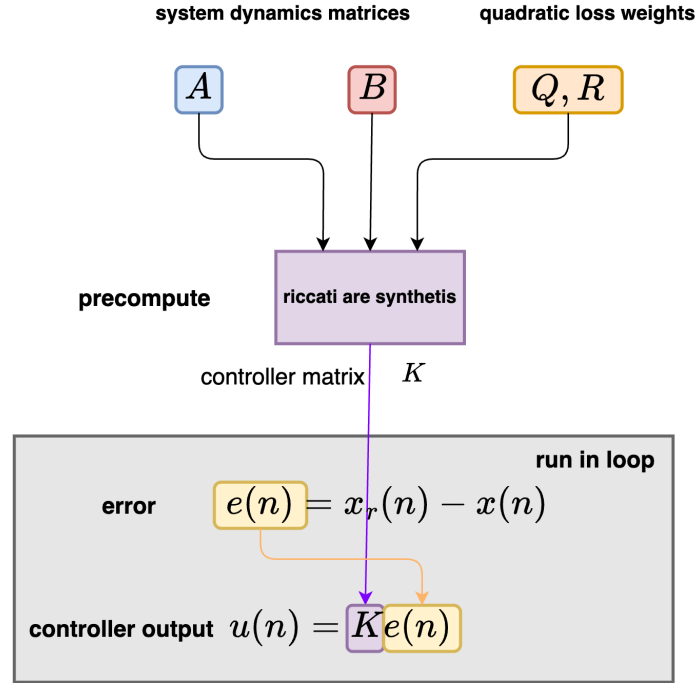 system dynamics matrices quadratic loss weights
A B Q, R
precompute riccati are synthetis
controller matrix K
run in loop
error e(n) = x_r(n) − x(n)
controller output u(n) = Ke(n)